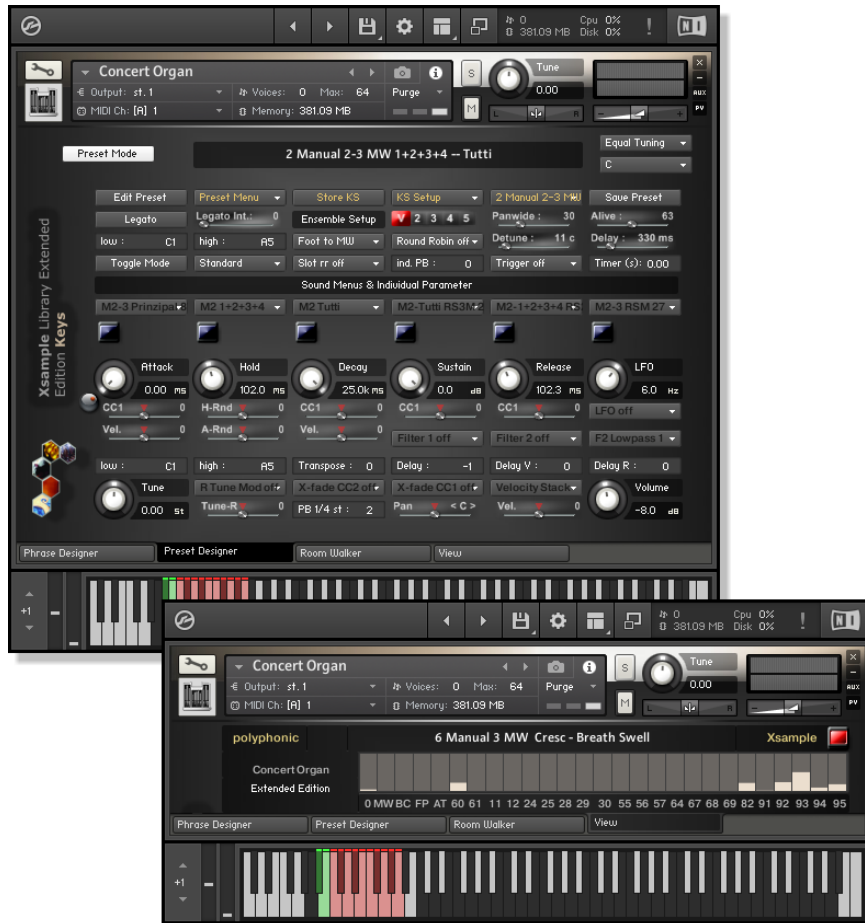 0 Cpu 0%
381.09 MB Disk 0% ! NI
Concert Organ i S Tune ×
Output: st.1 Voices: 0 Max: 64 Purge 0.00 AUX
MIDI Ch: [A] 1 Memory: 381.09 MB M L R - + PV
Equal Tuning
Preset Mode 2 Manual 2-3 MW 1+2+3+4 -- Tutti
C
Edit Preset Preset Menu Store KS KS Setup 2 Manual 2-3 MW Save Preset
Legato Legato Int.: 0 Ensemble Setup V 2 3 4 5 Panwide : 30 Alive : 63
low : C1 high : A5 Foot to MW Round Robin off Detune : 11 c Delay : 330 ms
Toggle Mode Standard Slot rr off ind. PB : 0 Trigger off Timer (s): 0.00
Sound Menus & Individual Parameter
M2-3 Prinzipal 8 M2 1+2+3+4 M2 Tutti M2-Tutti RS3M 2 M2-1+2+3+4 RS M2-3 RSM 27
Xsample Library Extended
Edition Keys
Attack Hold Decay Sustain Release LFO
0.00 ms 102.0 ms 25.0k ms 0.0 dB 102.3 ms 6.0 Hz
CC1 0 H-Rnd 0 CC1 0 CC1 0 CC1 0 LFO off
Vel. 0 A-Rnd 0 Vel. 0 Filter 1 off Filter 2 off F2 Lowpass 1
low : C1 high : A5 Transpose : 0 Delay : -1 Delay V : 0 Delay R : 0
Tune R Tune Mod off X-fade CC2 off X-fade CC1 off Velocity Stack Volume
0.00 St Tune-R 0 PB 1/4 st : 2 Pan < C > Vel. 0 -8.0 dB
Phrase Designer Preset Designer Room Walker View
+1
0 Cpu 0%
381.09 MB Disk 0% ! NI
Concert Organ i S Tune ×
Output: st.1 Voices: 0 Max: 64 Purge 0.00 AUX
MIDI Ch: [A] 1 Memory: 381.09 MB M L R - + PV
polyphonic 6 Manual 3 MW Cresc - Breath Swell Xsample
Concert Organ
Extended Edition
0 MW BC FP AT 60 61 11 12 24 25 28 29 30 55 56 57 64 67 68 69 82 91 92 93 94 95
Phrase Designer Preset Designer Room Walker View
+1